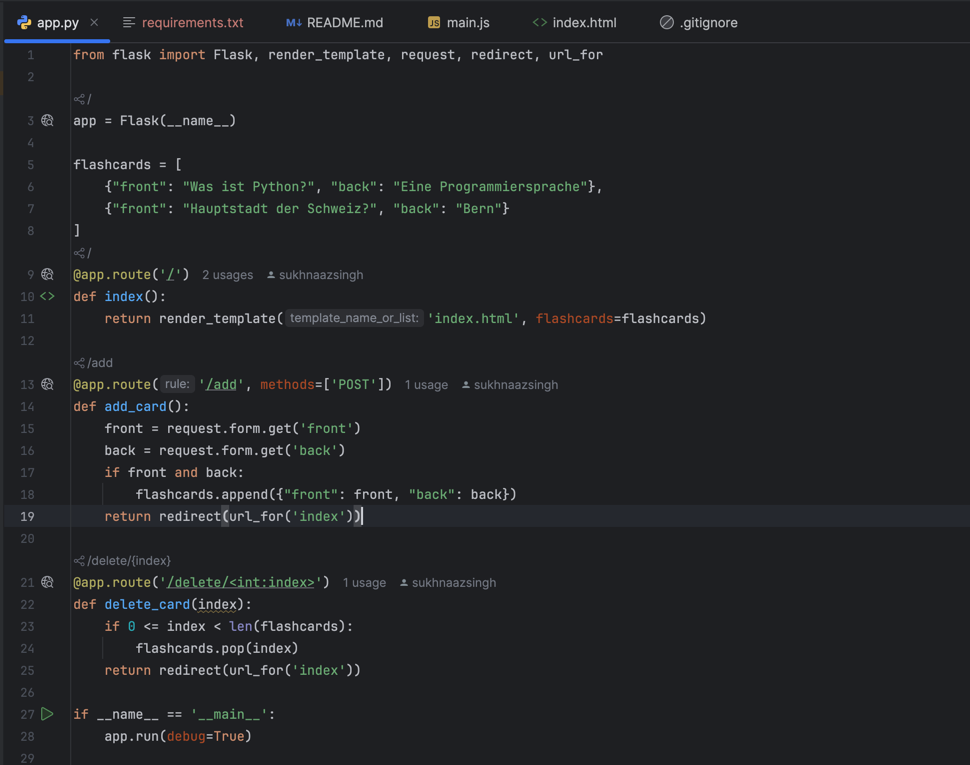 app.py
requirements.txt
M↓ README.md
JS main.js
<> index.html
.gitignore
1 from flask import Flask, render_template, request, redirect, url_for
2
/
3 app = Flask(__name__)
4
5 flashcards = [
6 {"front": "Was ist Python?", "back": "Eine Programmiersprache"},
7 {"front": "Hauptstadt der Schweiz?", "back": "Bern"}
8 ]
/
9 @app.route('/') 2 usages sukhnaazsingh
10 <> def index():
11 return render_template( template_name_or_list: 'index.html', flashcards=flashcards)
12
/add
13 @app.route( rule: '/add', methods=['POST']) 1 usage sukhnaazsingh
14 def add_card():
15 front = request.form.get('front')
16 back = request.form.get('back')
17 if front and back:
18 flashcards.append({"front": front, "back": back})
19 return redirect(url_for('index'))
20
/delete/{index}
21 @app.route('/delete/<int:index>') 1 usage sukhnaazsingh
22 def delete_card(index):
23 if 0 <= index < len(flashcards):
24 flashcards.pop(index)
25 return redirect(url_for('index'))
26
27 if __name__ == '__main__':
28 app.run(debug=True)
29